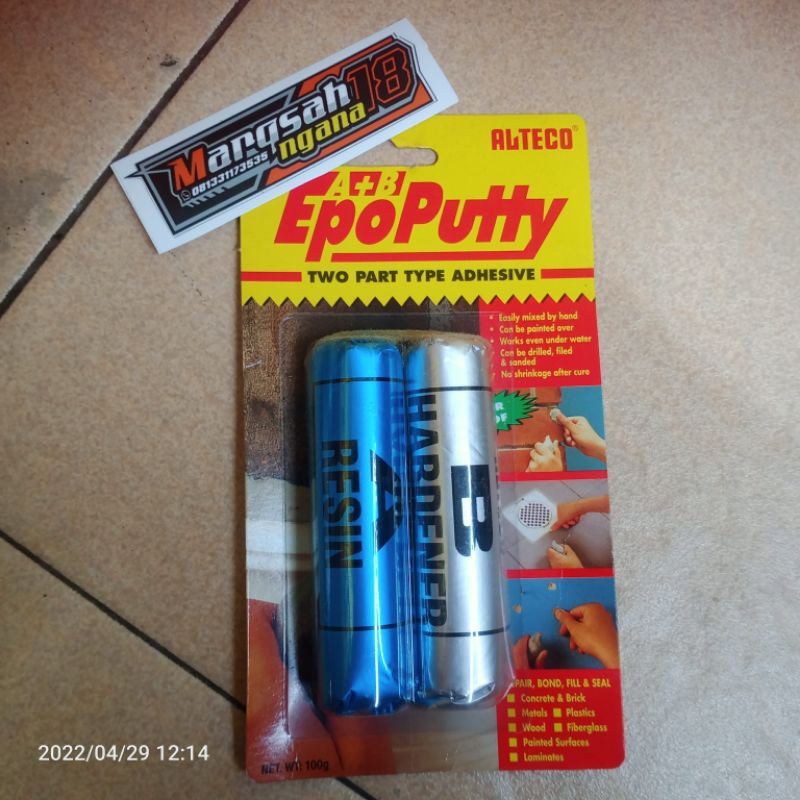 Mangsah
ngana
18
081331173535
ALTECO®
A+B
EpoPutty
TWO PART TYPE ADHESIVE
• Easily mixed by hand
• Can be painted over
• Works even under water
• Can be drilled, filed
& sanded
• No shrinkage after cure
A
RESIN
B
HARDENER
BOND, FILL & SEAL
Concrete & Brick
Metals Plastics
Wood Fiberglass
Painted Surfaces
Laminates
NET. WT. 100g
2022/04/29 12:14